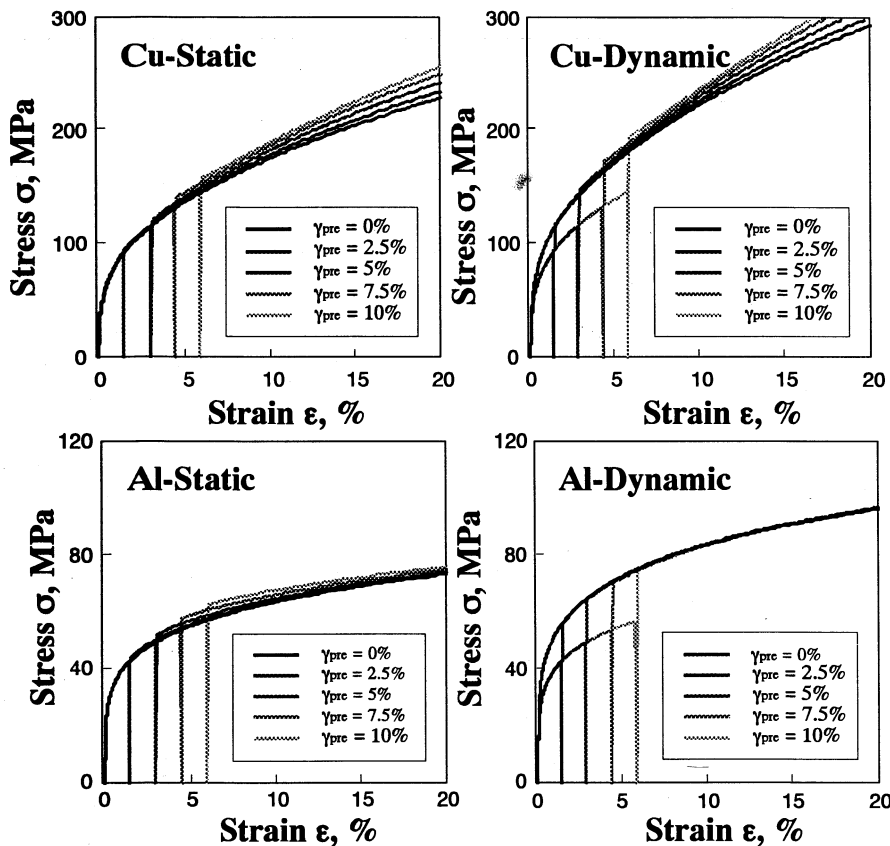 300
200
100
0
Stress σ, MPa
Cu-Static
γpre = 0%
γpre = 2.5%
γpre = 5%
γpre = 7.5%
γpre = 10%
0 5 10 15 20
Strain ε, %
300
200
100
0
Stress σ, MPa
Cu-Dynamic
γpre = 0%
γpre = 2.5%
γpre = 5%
γpre = 7.5%
γpre = 10%
0 5 10 15 20
Strain ε, %
120
80
40
0
Stress σ, MPa
Al-Static
γpre = 0%
γpre = 2.5%
γpre = 5%
γpre = 7.5%
γpre = 10%
0 5 10 15 20
Strain ε, %
120
80
40
0
Stress σ, MPa
Al-Dynamic
γpre = 0%
γpre = 2.5%
γpre = 5%
γpre = 7.5%
γpre = 10%
0 5 10 15 20
Strain ε, %